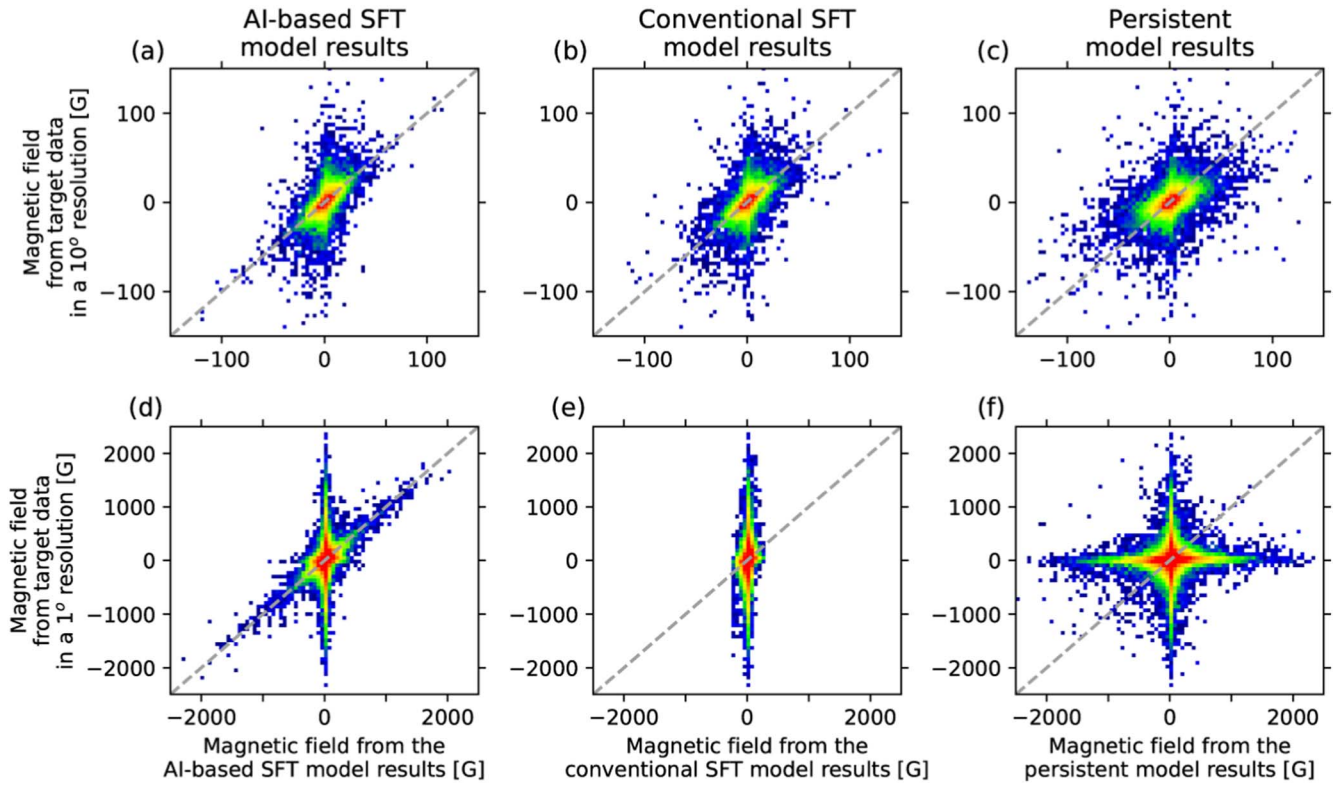 AI-based SFT
model results
Conventional SFT
model results
Persistent
model results
(a)
(b)
(c)
Magnetic field
from target data
in a 10° resolution [G]
100
0
−100
−100
0
100
100
0
−100
−100
0
100
100
0
−100
−100
0
100
(d)
(e)
(f)
Magnetic field
from target data
in a 1° resolution [G]
2000
1000
0
−1000
−2000
−2000
0
2000
2000
1000
0
−1000
−2000
−2000
0
2000
2000
1000
0
−1000
−2000
−2000
0
2000
Magnetic field from the
AI-based SFT model results [G]
Magnetic field from the
conventional SFT model results [G]
Magnetic field from the
persistent model results [G]